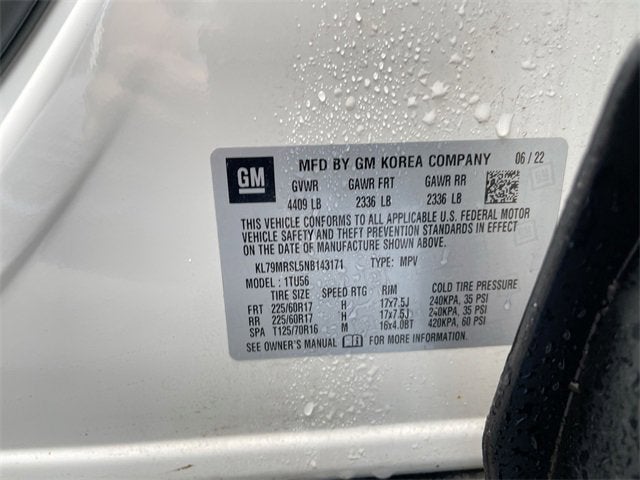 GM MFD BY GM KOREA COMPANY 06 / 22
GVWR GAWR FRT GAWR RR
4409 LB 2336 LB 2336 LB
THIS VEHICLE CONFORMS TO ALL APPLICABLE U.S. FEDERAL MOTOR
VEHICLE SAFETY AND THEFT PREVENTION STANDARDS IN EFFECT
ON THE DATE OF MANUFACTURE SHOWN ABOVE.
KL79MRSL5NB143171 TYPE: MPV
MODEL : 1TU56
TIRE SIZE SPEED RTG RIM COLD TIRE PRESSURE
FRT 225/60R17 H 17x7.5J 240KPA, 35 PSI
RR 225/60R17 H 17x7.5J 240KPA, 35 PSI
SPA T125/70R16 M 16x4.0BT 420KPA, 60 PSI
SEE OWNER'S MANUAL FOR MORE INFORMATION.